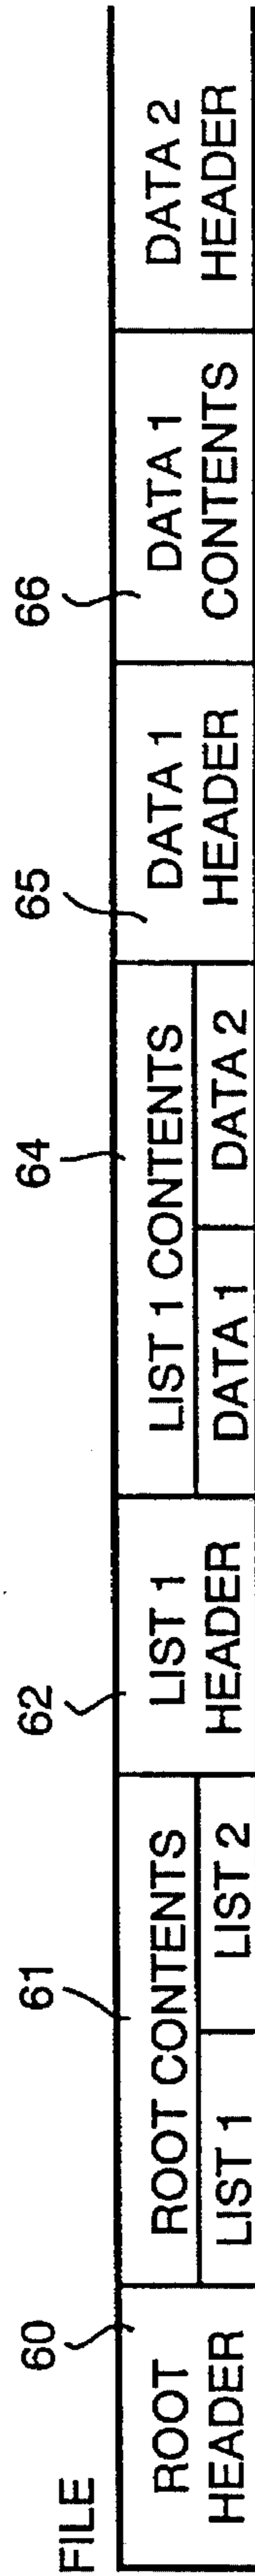 FILE
60
61
62
64
65
66
ROOT
HEADER
ROOT CONTENTS
LIST 1
LIST 2
LIST 1
HEADER
LIST 1 CONTENTS
DATA 1
DATA 2
DATA 1
HEADER
DATA 1
CONTENTS
DATA 2
HEADER